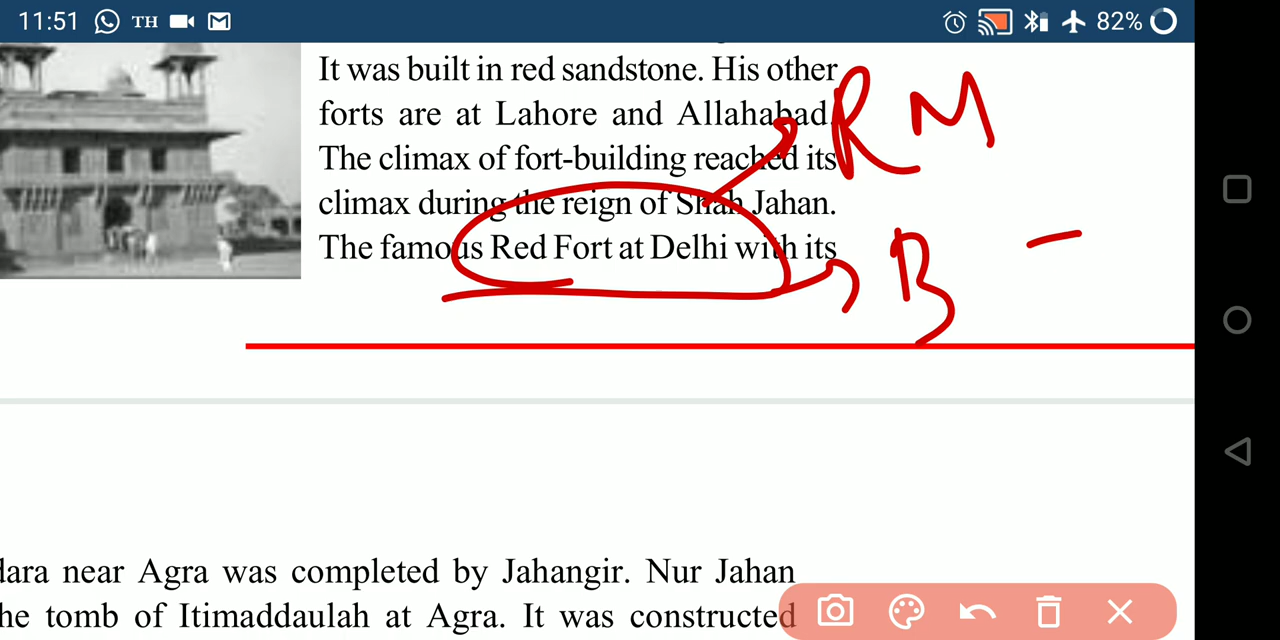 11:51 TH 82%
It was built in red sandstone. His other
forts are at Lahore and Allahabad.
The climax of fort-building reached its
climax during the reign of Shah Jahan.
The famous Red Fort at Delhi with its
RM
B -
dara near Agra was completed by Jahangir. Nur Jahan
he tomb of Itimaddaulah at Agra. It was constructed